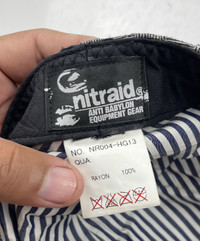 nitraid®
ANTI BABYLON
EQUIPMENT GEAR
NO. NR004-HG13
QUA.
RAYON 100%